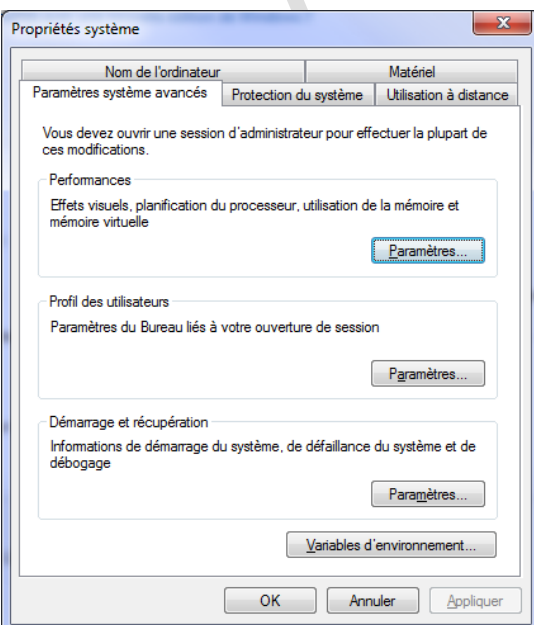 Propriétés système
Nom de l'ordinateur
Matériel
Paramètres système avancés
Protection du système
Utilisation à distance
Vous devez ouvrir une session d'administrateur pour effectuer la plupart de
ces modifications.
Performances
Effets visuels, planification du processeur, utilisation de la mémoire et
mémoire virtuelle
Paramètres...
Profil des utilisateurs
Paramètres du Bureau liés à votre ouverture de session
Paramètres...
Démarrage et récupération
Informations de démarrage du système, de défaillance du système et de
débogage
Paramètres...
Variables d'environnement...
OK
Annuler
Appliquer